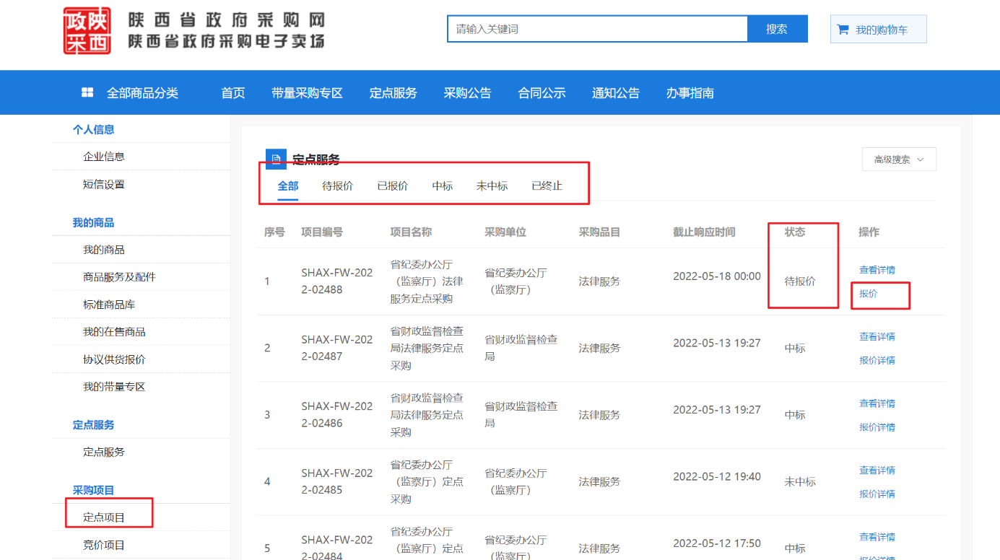 政陕
采西
陕西省政府采购网
陕西省政府采购电子卖场
请输入关键词
搜索
我的购物车
全部商品分类
首页
带量采购专区
定点服务
采购公告
合同公示
通知公告
办事指南
个人信息
企业信息
短信设置
我的商品
我的商品
商品服务及配件
标准商品库
我的在售商品
协议供货报价
我的带量专区
定点服务
定点服务
采购项目
定点项目
竞价项目
定点服务
高级搜索
全部 待报价 已报价 中标 未中标 已终止
序号 项目编号 项目名称 采购单位 采购品目 截止响应时间 状态 操作
1
SHAX-FW-202
2-02488
省纪委办公厅
（监察厅）法律
服务定点采购
省纪委办公厅
（监察厅）
法律服务
2022-05-18 00:00
待报价
查看详情
报价
2
SHAX-FW-202
2-02487
省财政监督检查
局法律服务定点
采购
省财政监督检查
局
法律服务
2022-05-13 19:27
中标
查看详情
报价详情
3
SHAX-FW-202
2-02486
省财政监督检查
局法律服务定点
采购
省财政监督检查
局
法律服务
2022-05-13 19:27
中标
查看详情
报价详情
4
SHAX-FW-202
2-02485
省纪委办公厅
（监察厅）定点
采购
省纪委办公厅
（监察厅）
法律服务
2022-05-12 19:40
未中标
查看详情
报价详情
5
SHAX-FW-202
2-02484
省纪委办公厅
（监察厅）定点
省纪委办公厅
（监察厅）
法律服务
2022-05-12 17:50
中标
查看详情